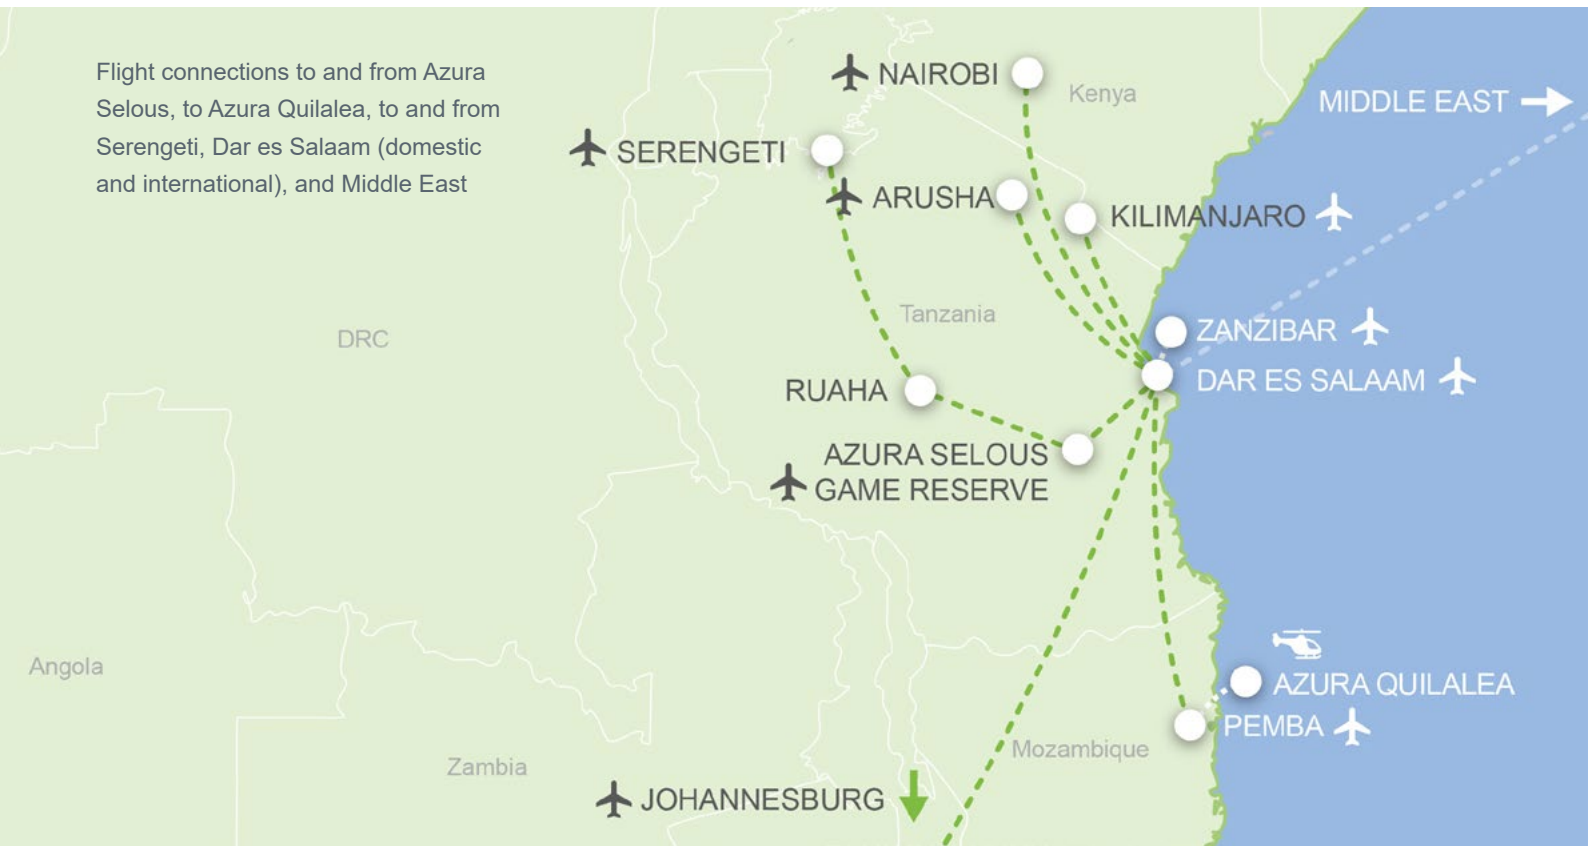 Flight connections to and from Azura
Selous, to Azura Quilalea, to and from
Serengeti, Dar es Salaam (domestic
and international), and Middle East
NAIROBI
Kenya
MIDDLE EAST
SERENGETI
ARUSHA
KILIMANJARO
Tanzania
ZANZIBAR
DRC
DAR ES SALAAM
RUAHA
AZURA SELOUS
GAME RESERVE
Angola
AZURA QUILALEA
PEMBA
Mozambique
Zambia
JOHANNESBURG